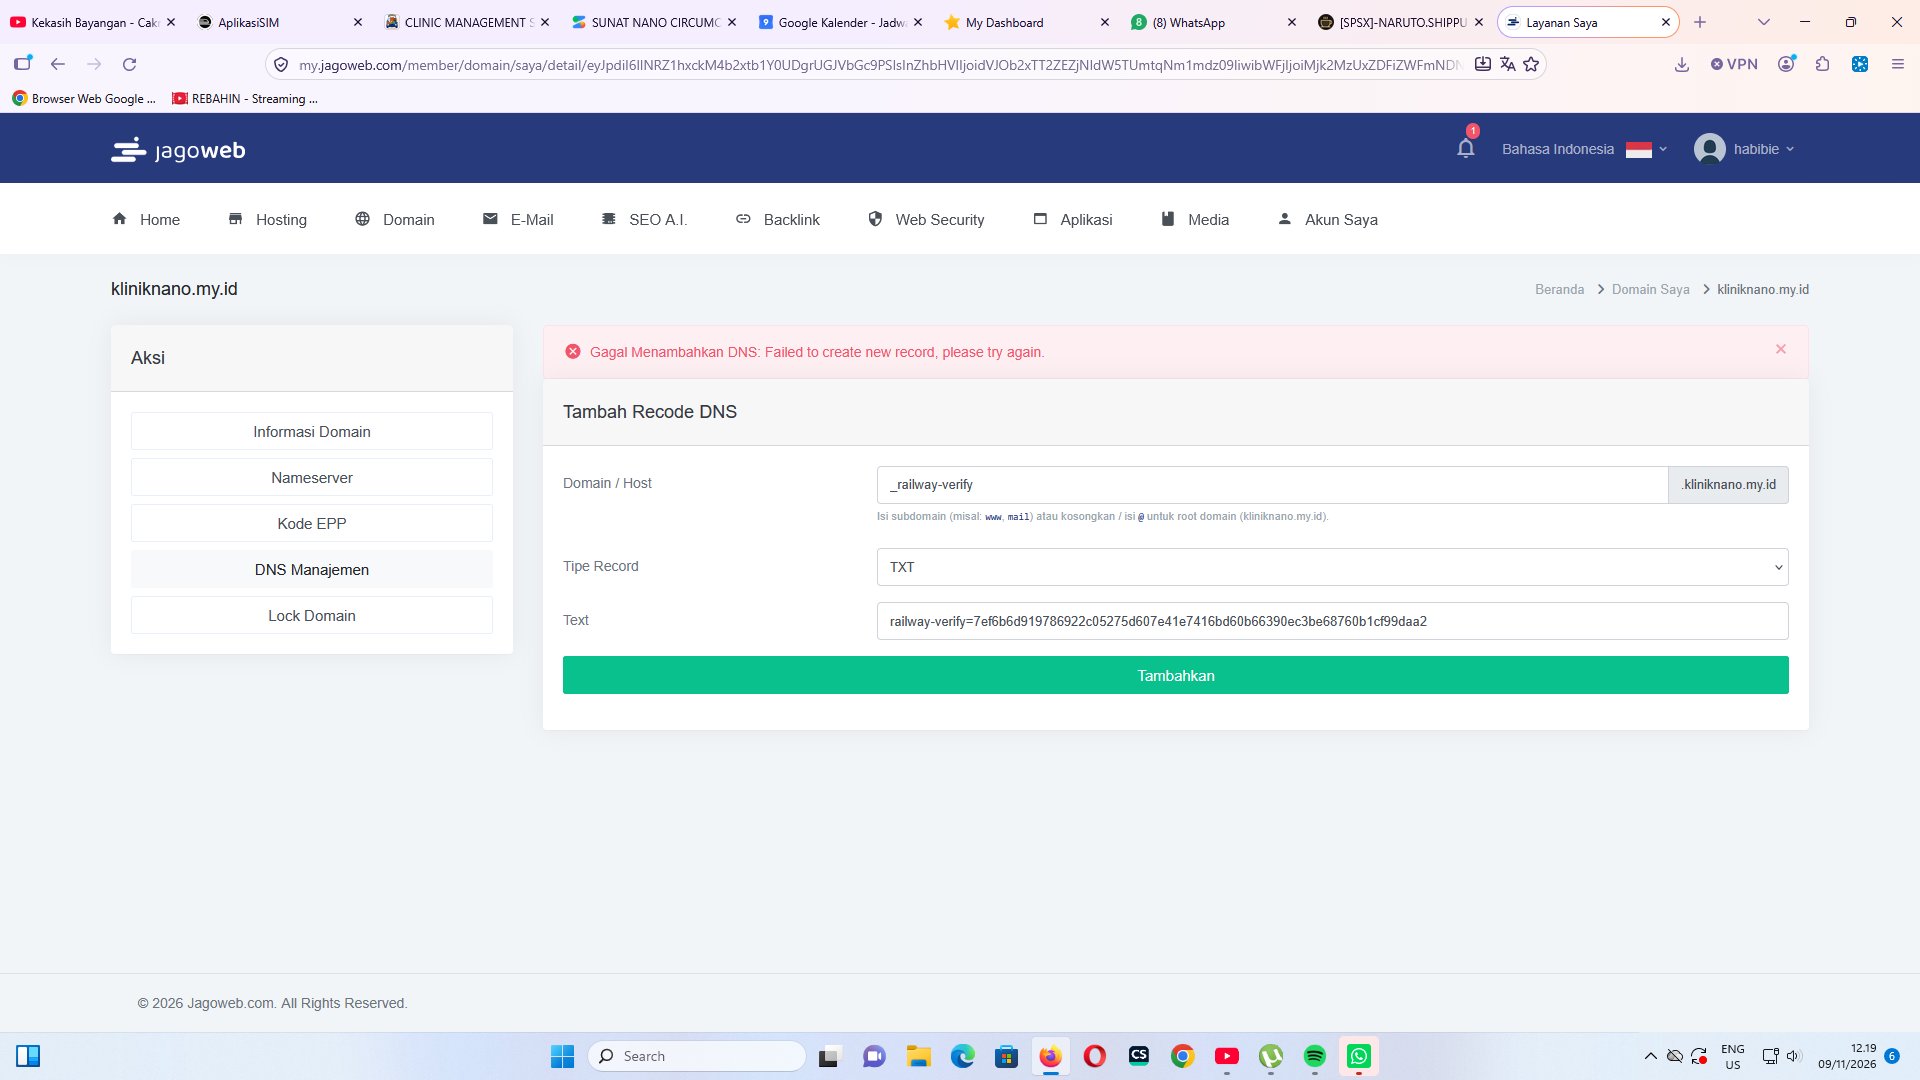 Kekasih Bayangan - Cak
AplikasiSIM
CLINIC MANAGEMENT S
SUNAT NANO CIRCUMC
Google Kalender - Jadwa
My Dashboard
(8) WhatsApp
[SPSX]-NARUTO.SHIPPU
Layanan Saya
my.jagoweb.com/member/domain/saya/detail/
VPN
Browser Web Google ...
REBAHIN - Streaming ...
jagoweb
1
Bahasa Indonesia
habibie
Home
Hosting
Domain
E-Mail
SEO A.I.
Backlink
Web Security
Aplikasi
Media
Akun Saya
kliniknano.my.id
Beranda > Domain Saya > kliniknano.my.id
Aksi
Informasi Domain
Nameserver
Kode EPP
DNS Manajemen
Lock Domain
Gagal Menambahkan DNS: Failed to create new record, please try again.
Tambah Recode DNS
Domain / Host
_railway-verify
.kliniknano.my.id
Isi subdomain (misal: www, mail) atau kosongkan / isi @ untuk root domain (kliniknano.my.id).
Tipe Record
TXT
Text
railway-verify=7ef6b6d919786922c05275d607e41e7416bd60b66390ec3be68760b1cf99daa2
Tambahkan
© 2026 Jagoweb.com. All Rights Reserved.
Search
CS
ENG
US
12.19
09/11/2026
6